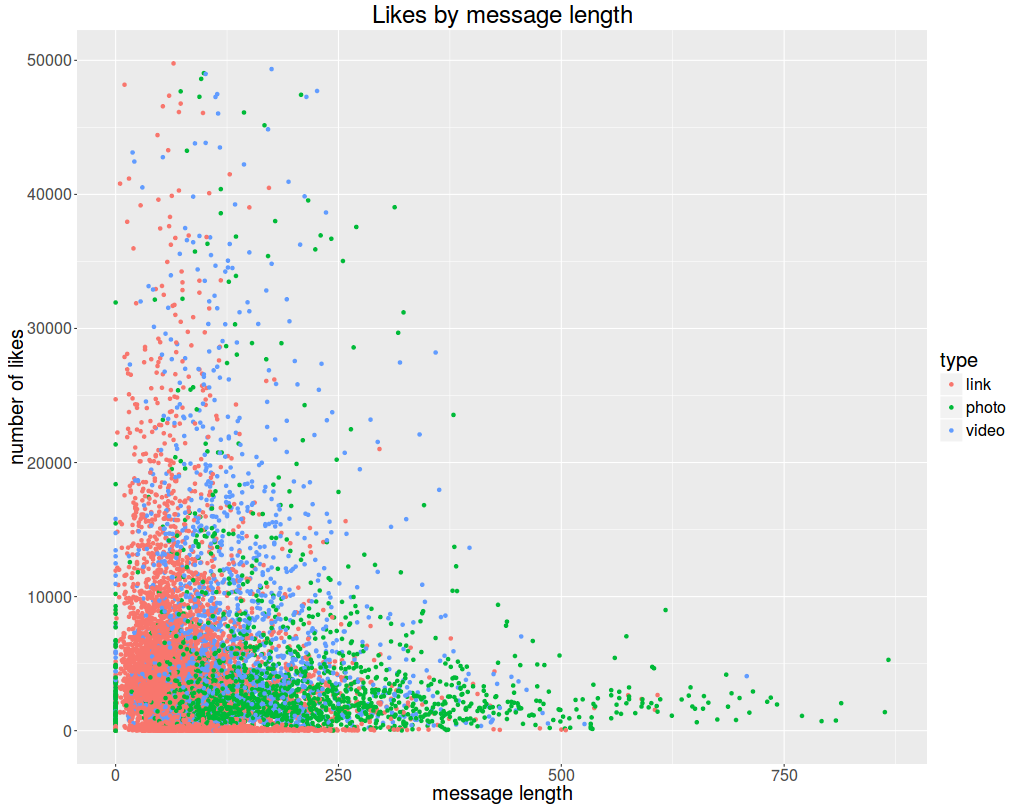 Likes by message length
number of likes
50000
40000
30000
20000
10000
0
0 250 500 750
message length
type
link
photo
video